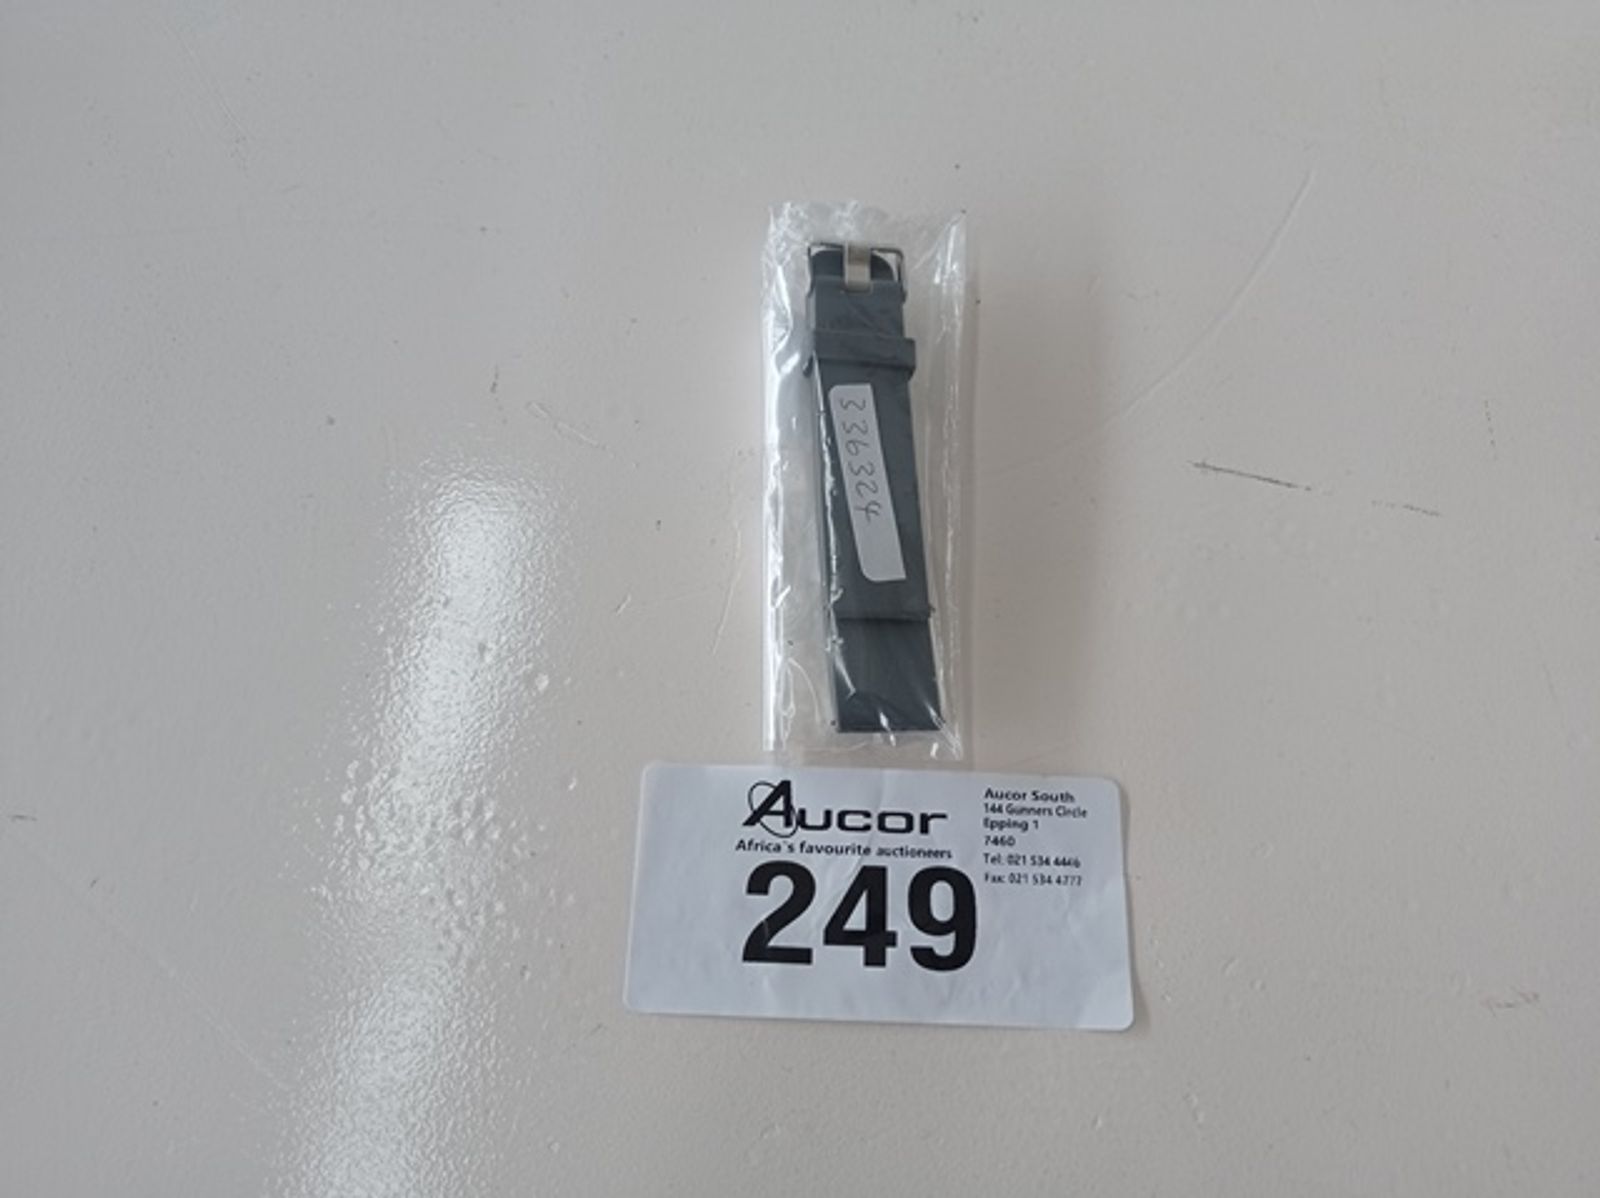 336324
Aucor
Africa's favourite auctioneers
249
Aucor South
144 Gunners Circle
Epping 1
7460
Tel: 021 534 4446
Fax: 021 534 4777